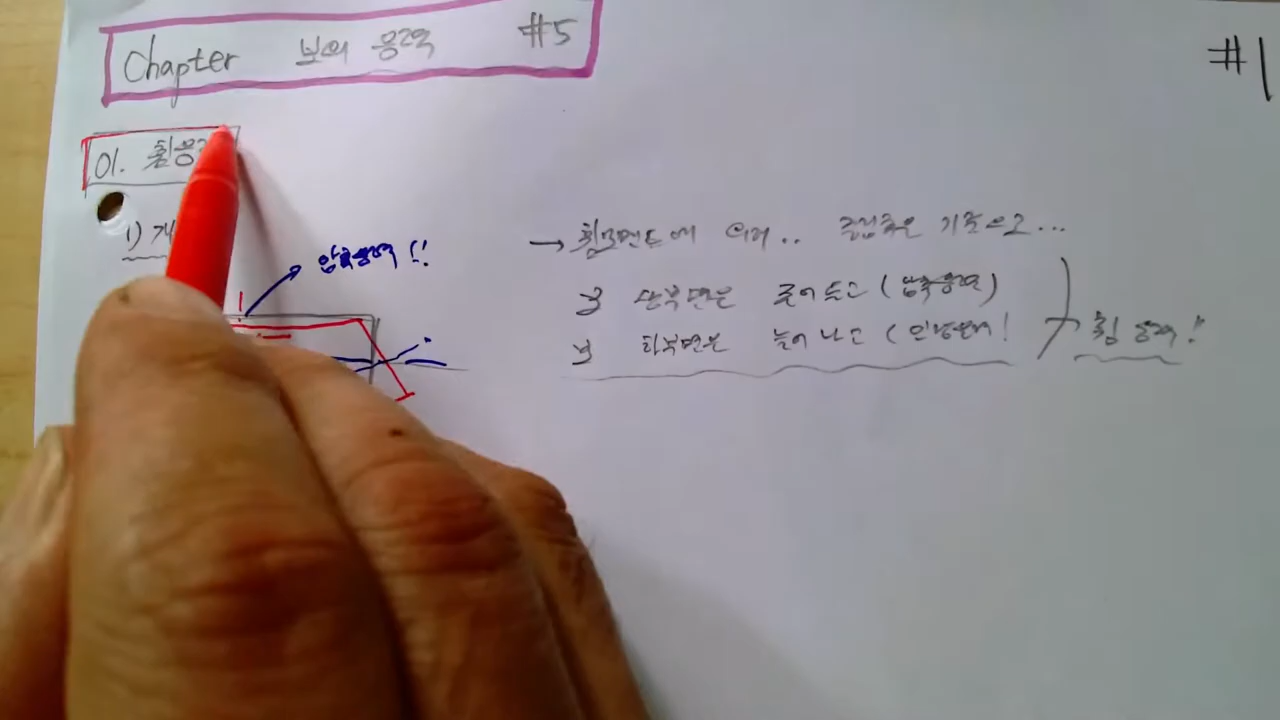 Chapter 보의 응력 #5
#1
01. 휨응
1) 개
압축응력 !!
→ 휨모멘트에 의해.. 중립축은 기준으로...
상부면은 줄어들고 (압축응력)
하부면은 늘어나고 (인장응력!
휨 응력!!